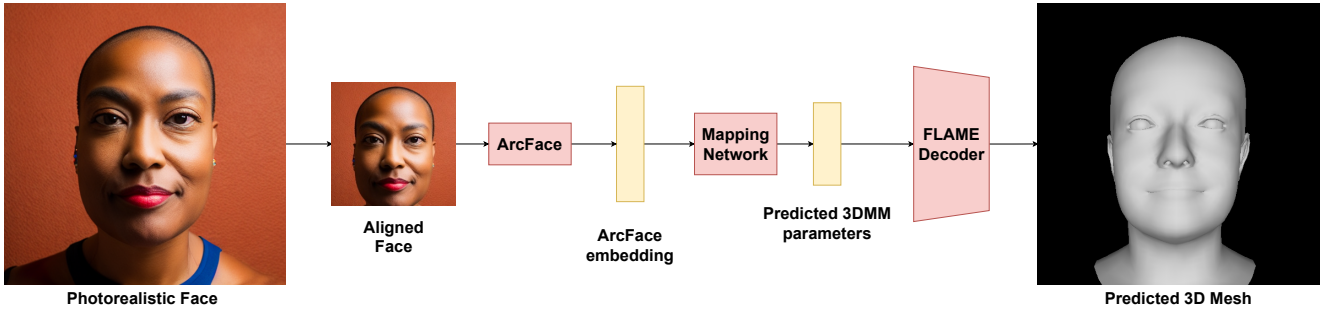 Photorealistic Face
Aligned
Face
ArcFace
ArcFace
embedding
Mapping
Network
Predicted 3DMM
parameters
FLAME
Decoder
Predicted 3D Mesh